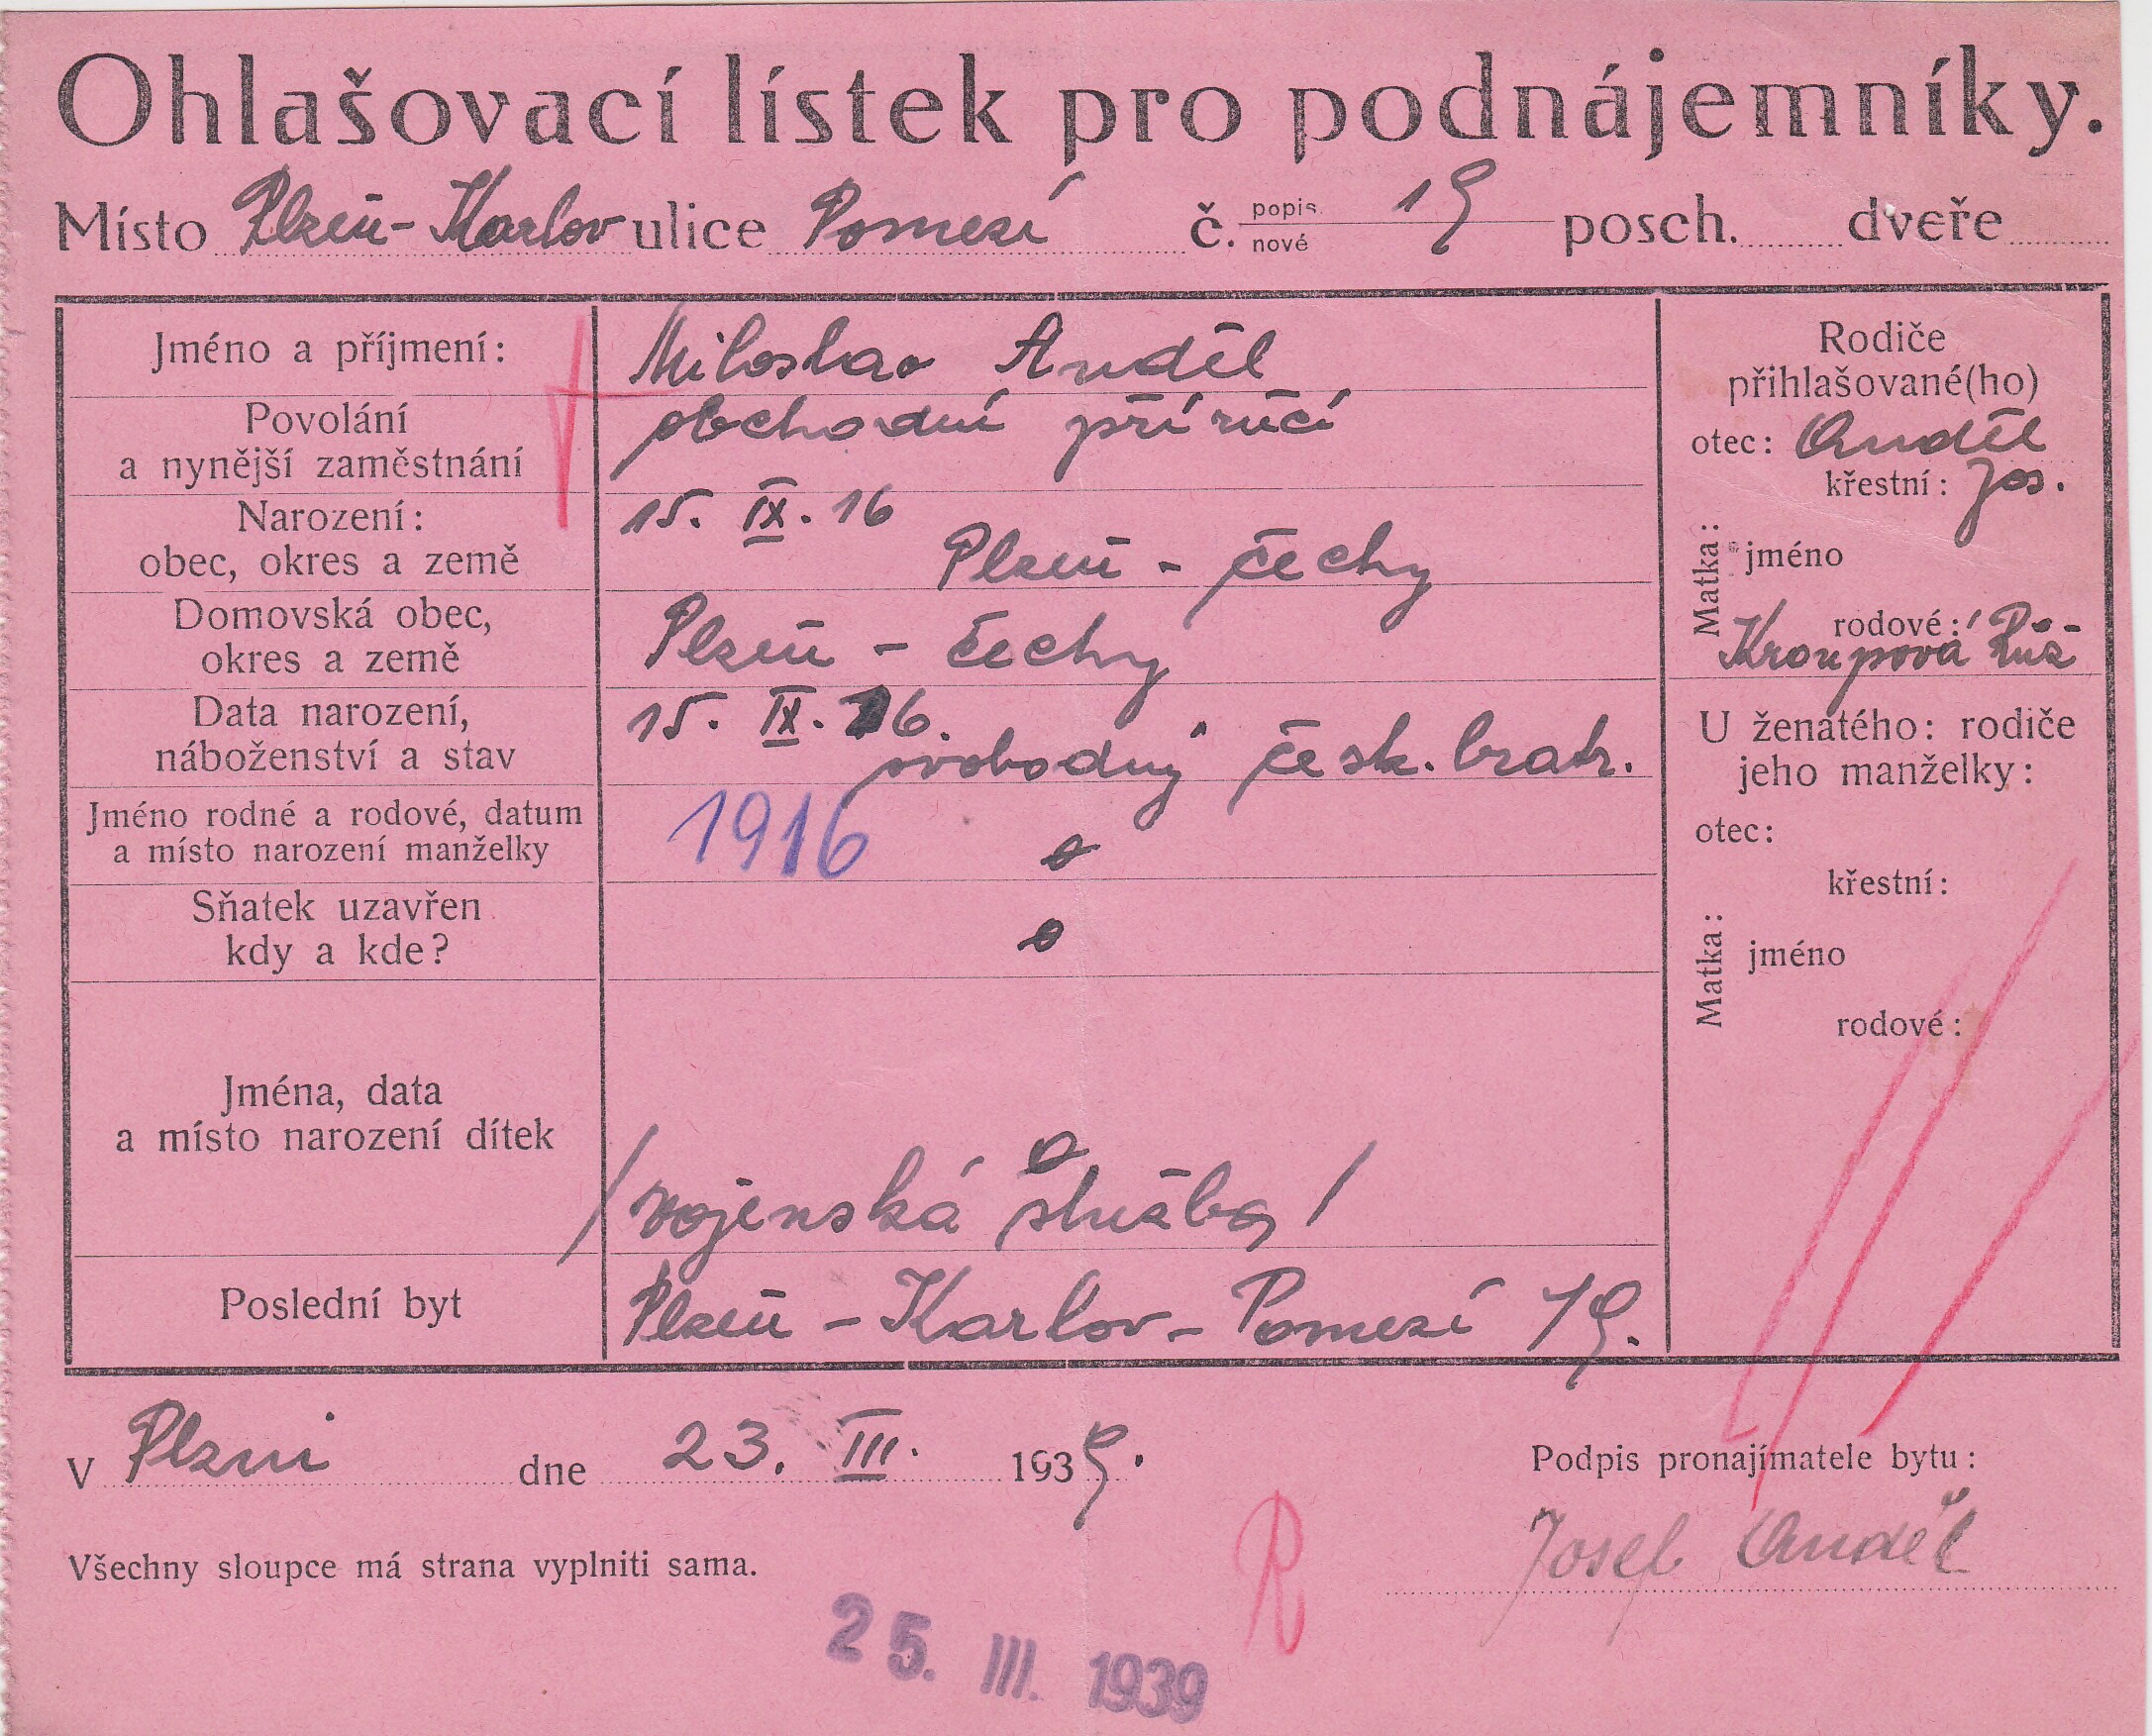 Ohlašovací lístek pro podnájemníky.
Místo Plzeň-Karlov ulice Pomezí č. popis. nové 19 posch. dveře
Jméno a příjmení: Miloslav Anděl
Povolání a nynější zaměstnání obchodní příručí
Narození: 15. IX. 16
obec, okres a země Plzeň - Čechy
Domovská obec, okres a země Plzeň - Čechy
Data narození, 15. IX. 16.
náboženství a stav svobodný česk. bratr.
Jméno rodné a rodové, datum
a místo narození manželky 1916 o
Sňatek uzavřen
kdy a kde? o
Jména, data
a místo narození dítek o
/vojenská služba/
Poslední byt Plzeň - Karlov - Pomezí 19.
Rodiče
přihlašované(ho)
otec: Anděl
křestní: Jos.
Matka: jméno
rodové:
Kroupová Růž
U ženatého: rodiče
jeho manželky:
otec:
křestní:
Matka: jméno
rodové:
V Plzni dne 23. III. 1939.
Podpis pronajímatele bytu:
Josef Anděl
Všechny sloupce má strana vyplniti sama.
R
25. III. 1939